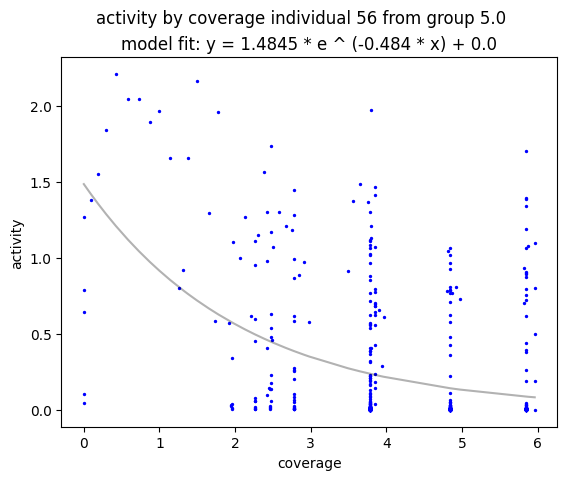 activity by coverage individual 56 from group 5.0
model fit: y = 1.4845 * e ^ (-0.484 * x) + 0.0
2.0
1.5
1.0
0.5
0.0
activity
0 1 2 3 4 5 6
coverage